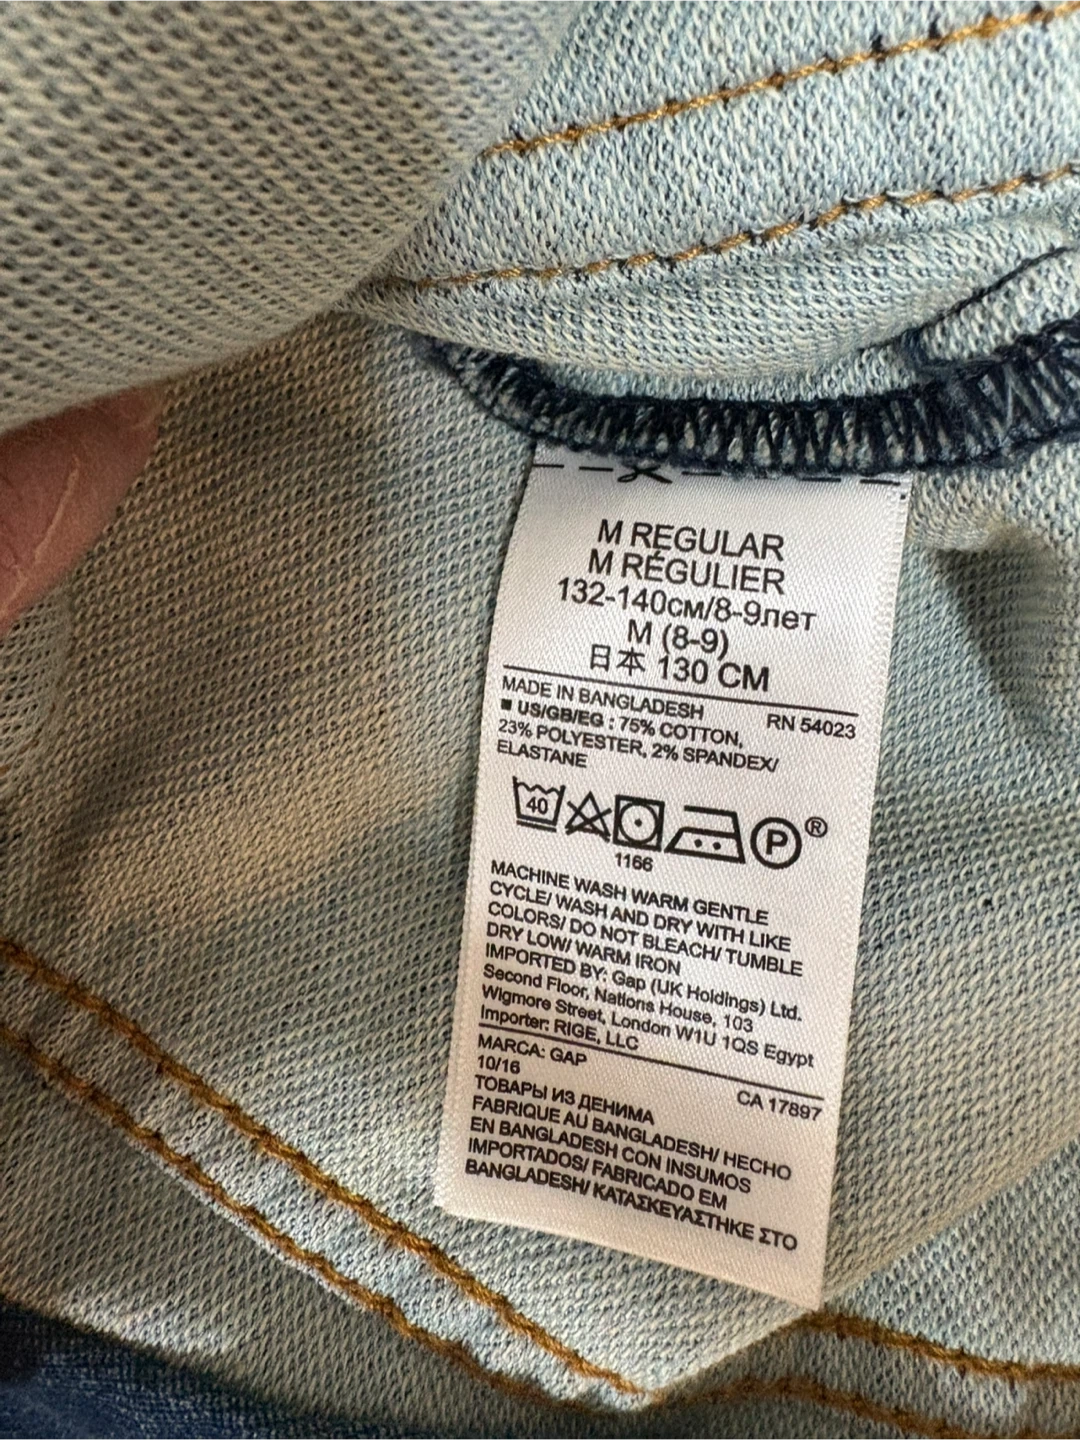 M REGULAR
M RÉGULIER
132-140см/8-9лет
M (8-9)
日本 130 CM
MADE IN BANGLADESH
RN 54023
■ US/GB/EG : 75% COTTON,
23% POLYESTER, 2% SPANDEX/
ELASTANE
40
P
®
1166
MACHINE WASH WARM GENTLE
CYCLE/ WASH AND DRY WITH LIKE
COLORS/ DO NOT BLEACH/ TUMBLE
DRY LOW/ WARM IRON
IMPORTED BY: Gap (UK Holdings) Ltd.
Second Floor, Nations House, 103
Wigmore Street, London W1U 1QS Egypt
Importer: RIGE, LLC
MARCA: GAP
CA 17897
10/16
ТОВАРЫ ИЗ ДЕНИМА
FABRIQUE AU BANGLADESH/ HECHO
EN BANGLADESH CON INSUMOS
IMPORTADOS/ FABRICADO EM
BANGLADESH/ ΚΑΤΑΣΚΕΥΑΣΤΗΚΕ ΣΤΟ